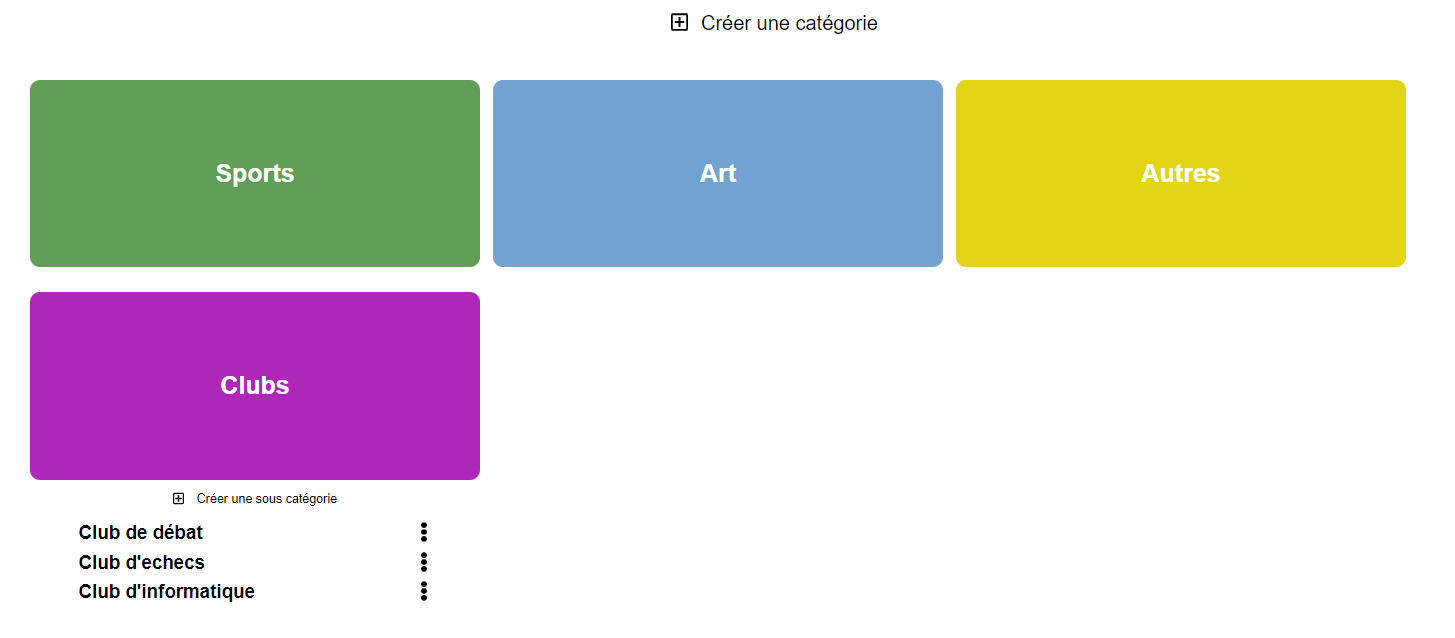 Créer une catégorie
Sports
Art
Autres
Clubs
Créer une sous catégorie
Club de débat
Club d'echecs
Club d'informatique